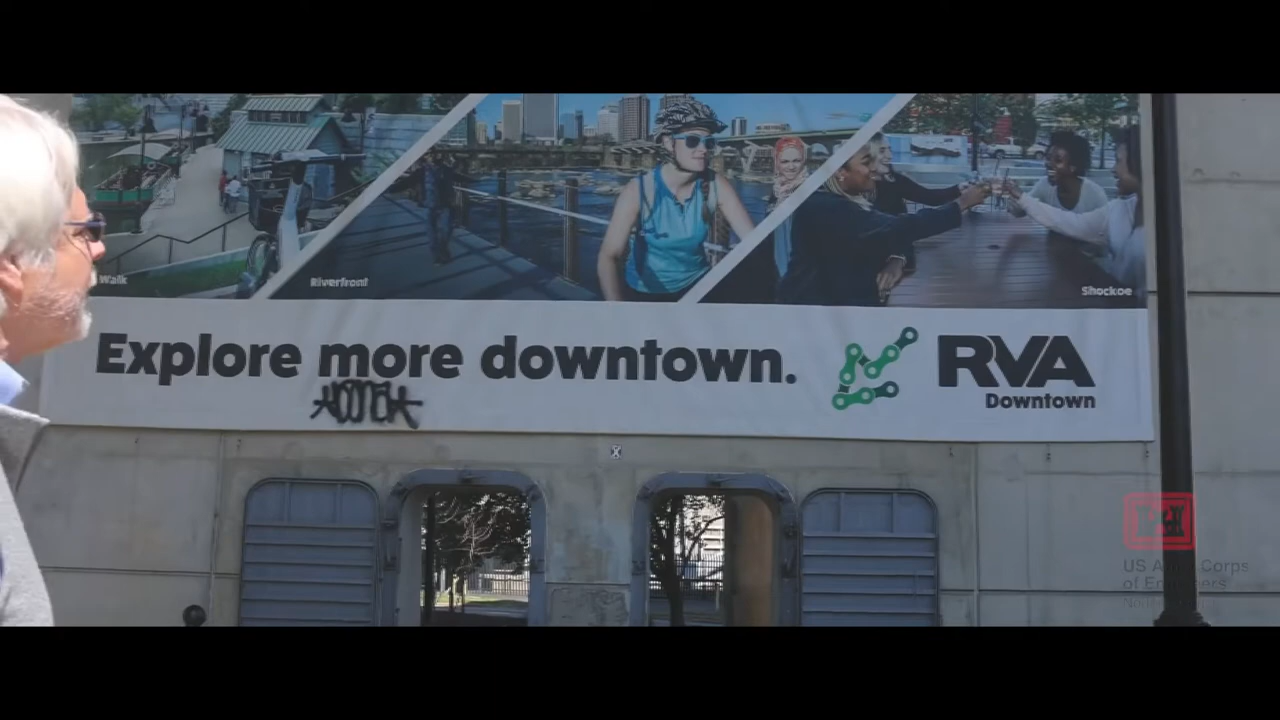 Walk
Riverfront
Shockoe
Explore more downtown.
RVA
Downtown
US Army Corps
of Engineers